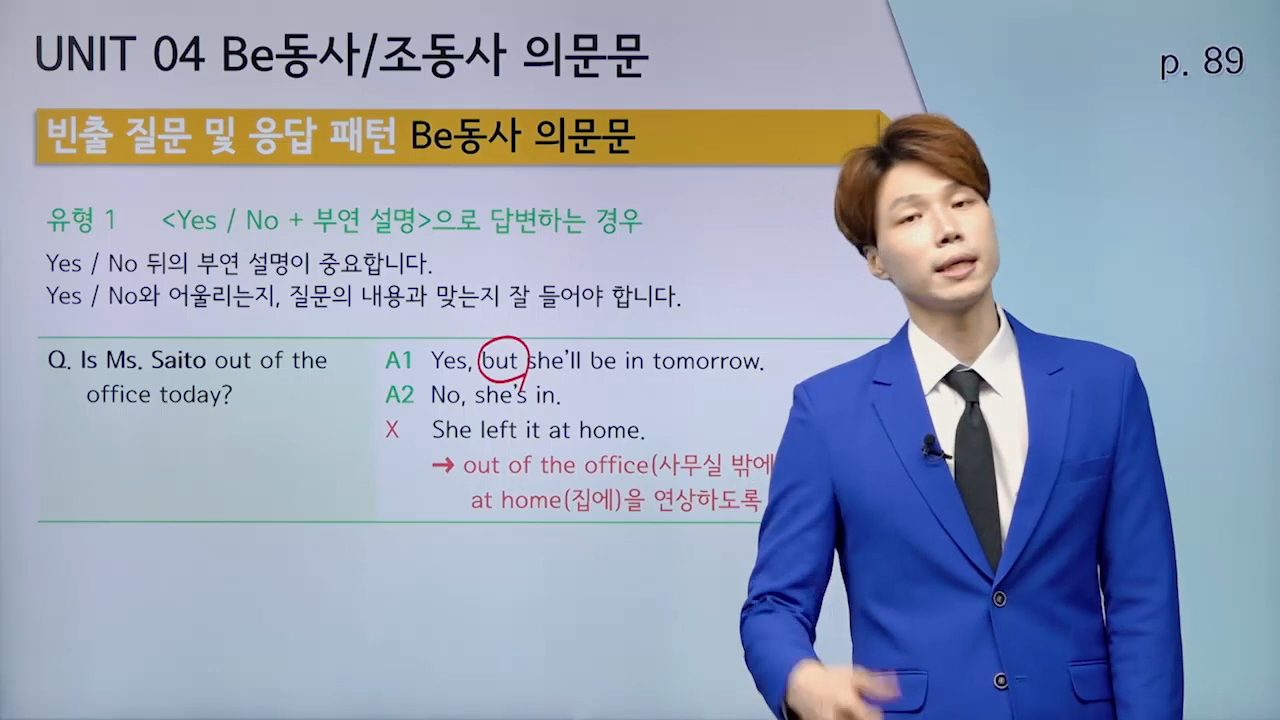 UNIT 04 Be동사/조동사 의문문
p. 89
빈출 질문 및 응답 패턴 Be동사 의문문
유형 1 <Yes / No + 부연 설명>으로 답변하는 경우
Yes / No 뒤의 부연 설명이 중요합니다.
Yes / No와 어울리는지, 질문의 내용과 맞는지 잘 들어야 합니다.
Q. Is Ms. Saito out of the
office today?
A1 Yes, but she'll be in tomorrow.
A2 No, she's in.
X She left it at home.
→ out of the office(사무실 밖에
at home(집에)을 연상하도록